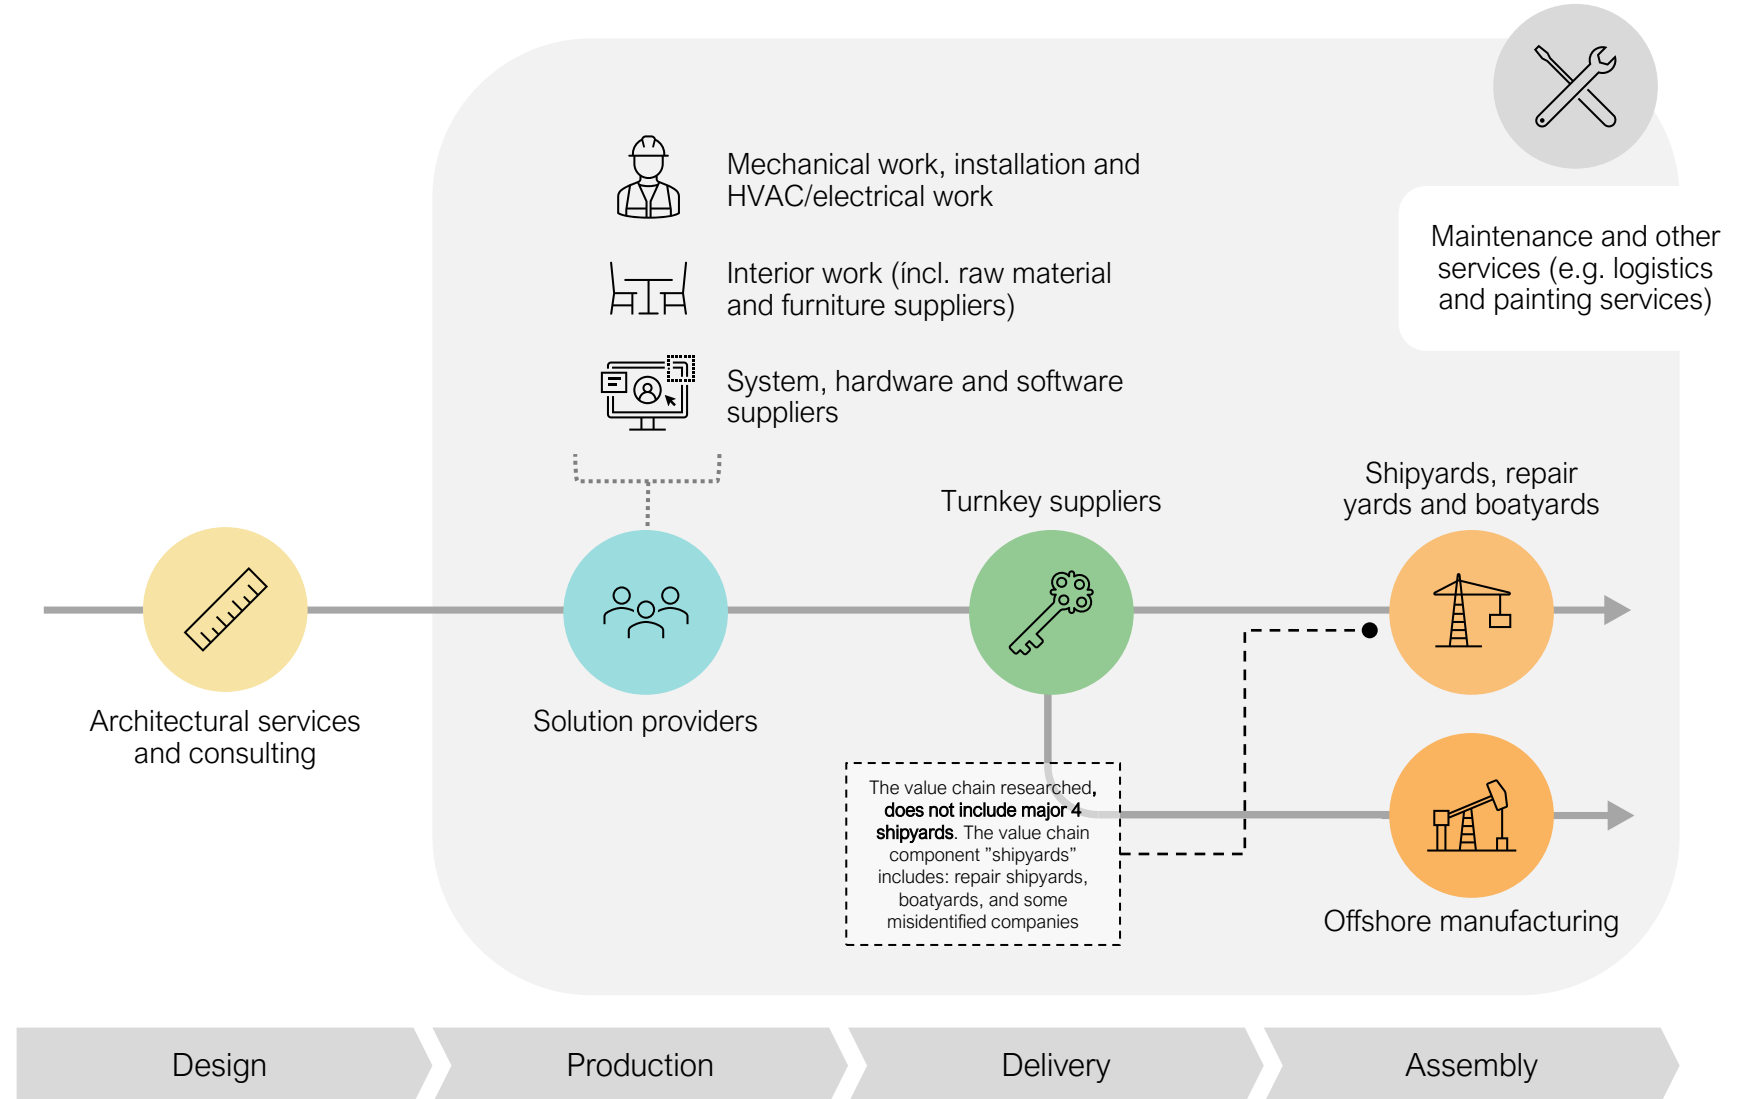 Mechanical work, installation and
HVAC/electrical work
Interior work (íncl. raw material
and furniture suppliers)
System, hardware and software
suppliers
Maintenance and other
services (e.g. logistics
and painting services)
Shipyards, repair
yards and boatyards
Turnkey suppliers
Architectural services
and consulting
Solution providers
The value chain researched,
does not include major 4
shipyards. The value chain
component ”shipyards”
includes: repair shipyards,
boatyards, and some
misidentified companies
Offshore manufacturing
Design
Production
Delivery
Assembly